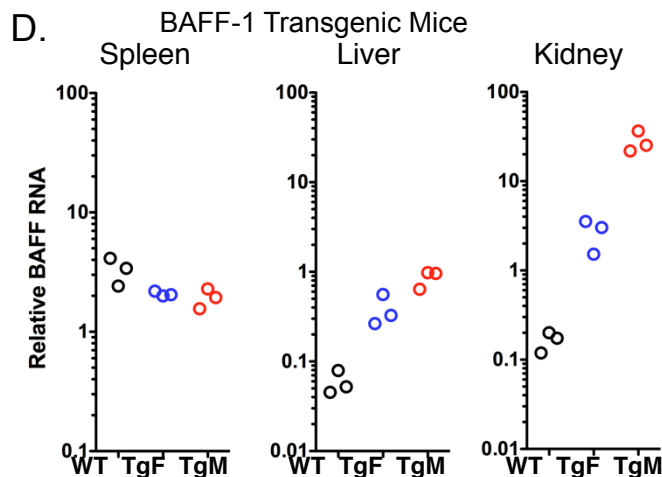 D.
BAFF-1 Transgenic Mice
Spleen
Liver
Kidney
Relative BAFF RNA
100
10
1
0.1
WT TgF TgM
100
10
1
0.1
0.01
WT TgF TgM
100
10
1
0.1
0.01
WT TgF TgM